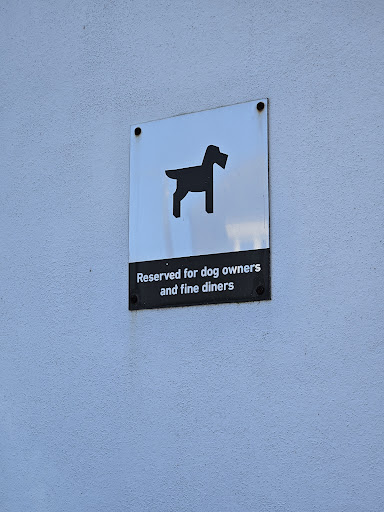 Reserved for dog owners
and fine diners